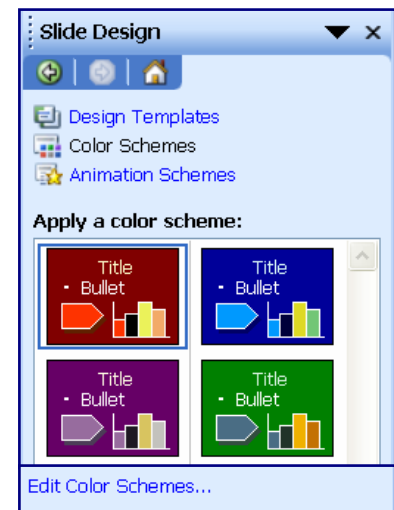 Slide Design
Design Templates
Color Schemes
Animation Schemes
Apply a color scheme:
Title
- Bullet
Title
- Bullet
Title
- Bullet
Title
- Bullet
Edit Color Schemes...